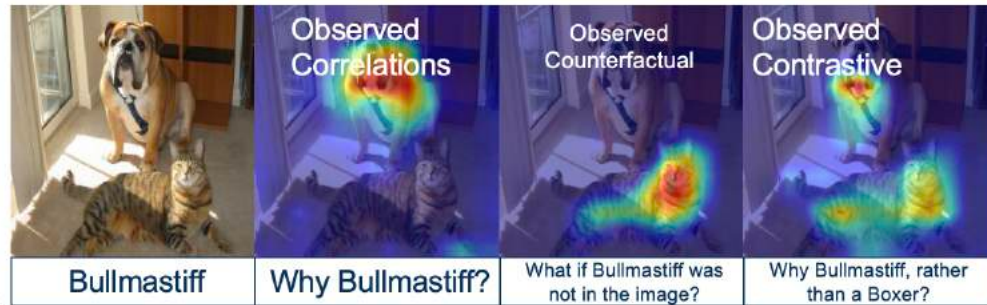 Observed
Correlations
Observed
Counterfactual
Observed
Contrastive
Bullmastiff
Why Bullmastiff?
What if Bullmastiff was
not in the image?
Why Bullmastiff, rather
than a Boxer?